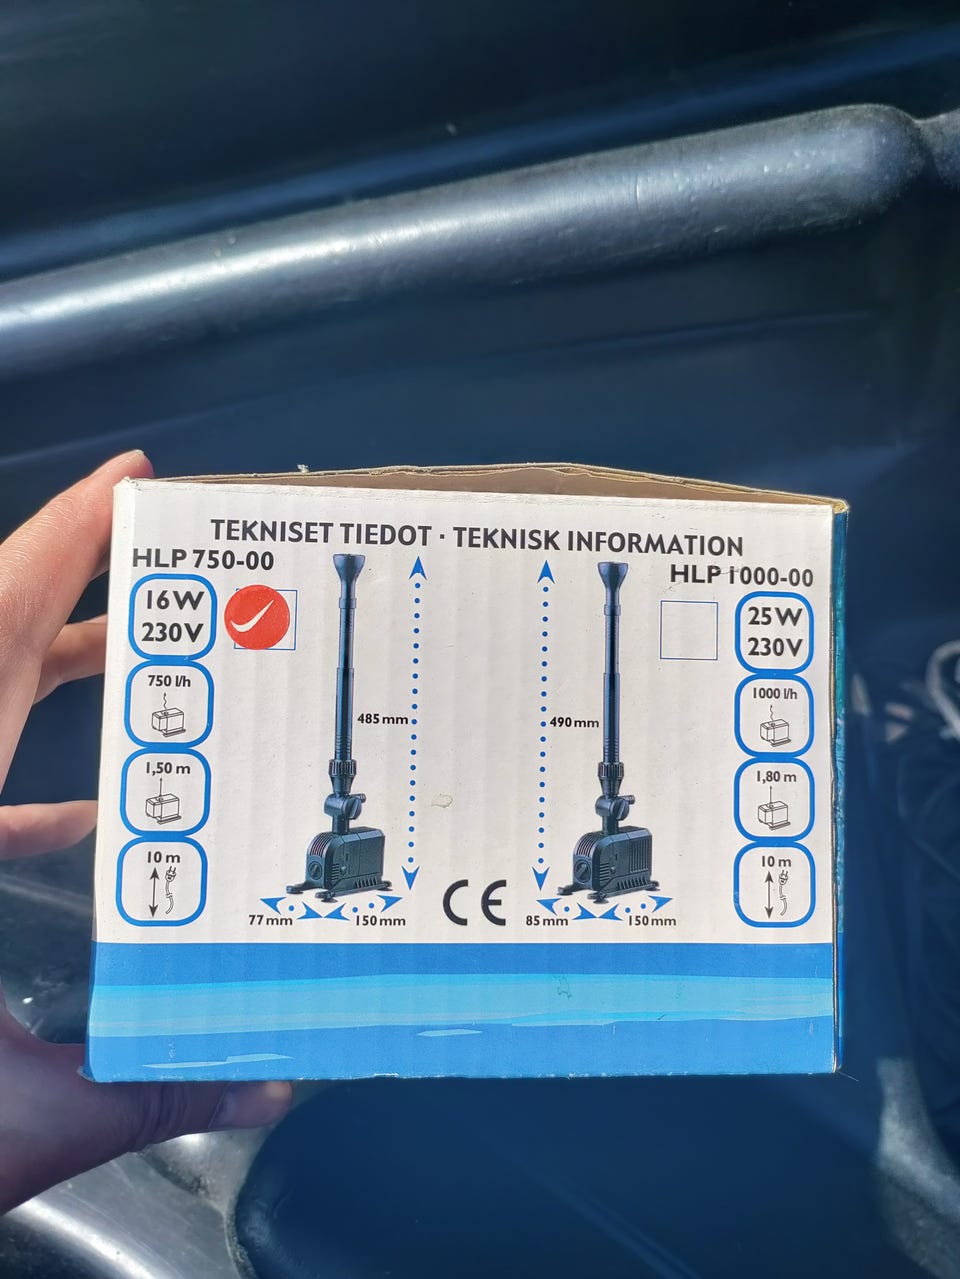 TEKNISET TIEDOT · TEKNISK INFORMATION
HLP 750-00
16W
230V
750 l/h
1,50 m
10 m
485 mm
77 mm
150 mm
CE
HLP 1000-00
25W
230V
1000 l/h
1,80 m
10 m
490 mm
85 mm
150 mm